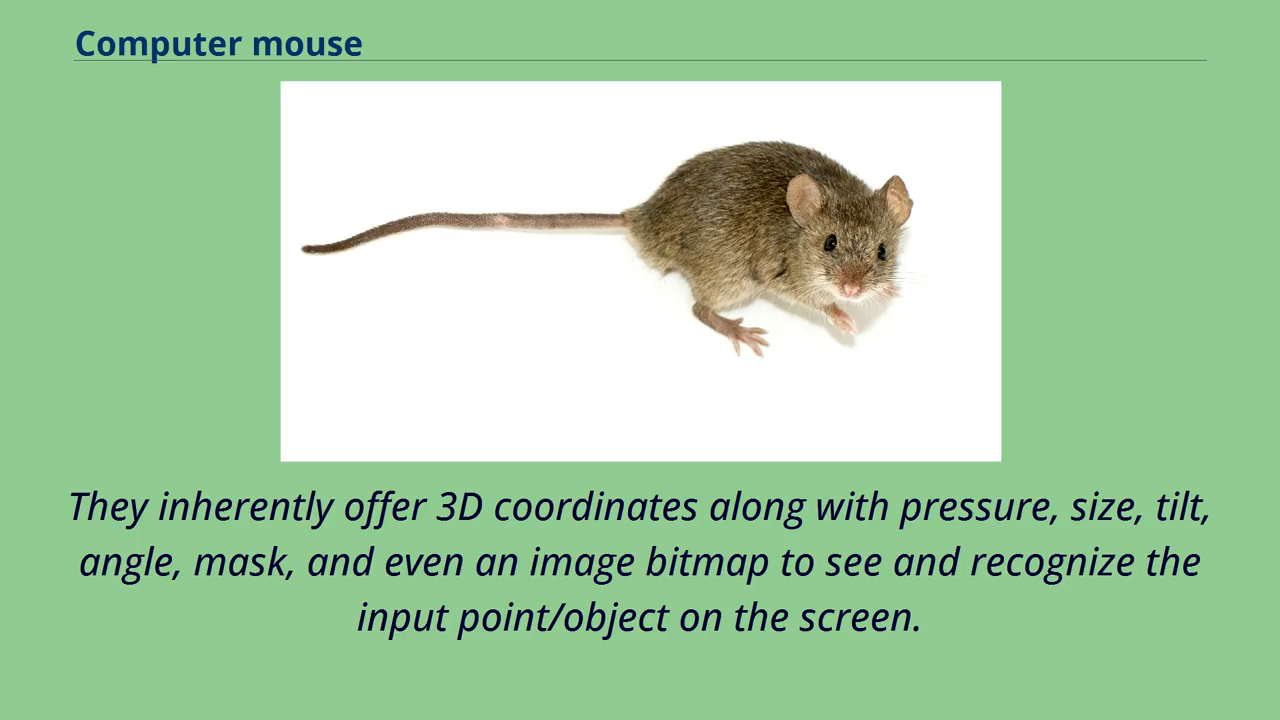 Computer mouse
They inherently offer 3D coordinates along with pressure, size, tilt,
angle, mask, and even an image bitmap to see and recognize the
input point/object on the screen.